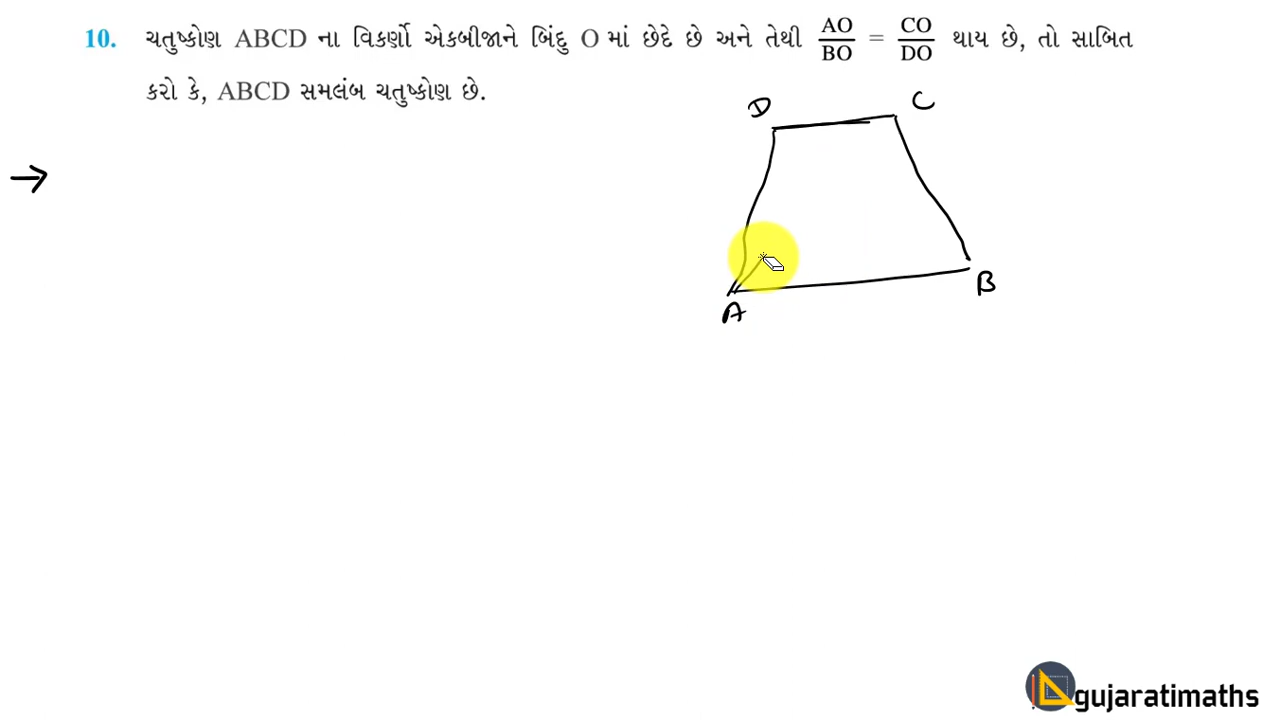 10. ચતુષ્કોણ ABCD ના વિકર્ણો એકબીજાને બિંદુ O માં છેદે છે અને તેથી AO/BO = CO/DO થાય છે, તો સાબિત
કરો કે, ABCD સમલંબ ચતુષ્કોણ છે.
D C
→
A B
gujaratimaths